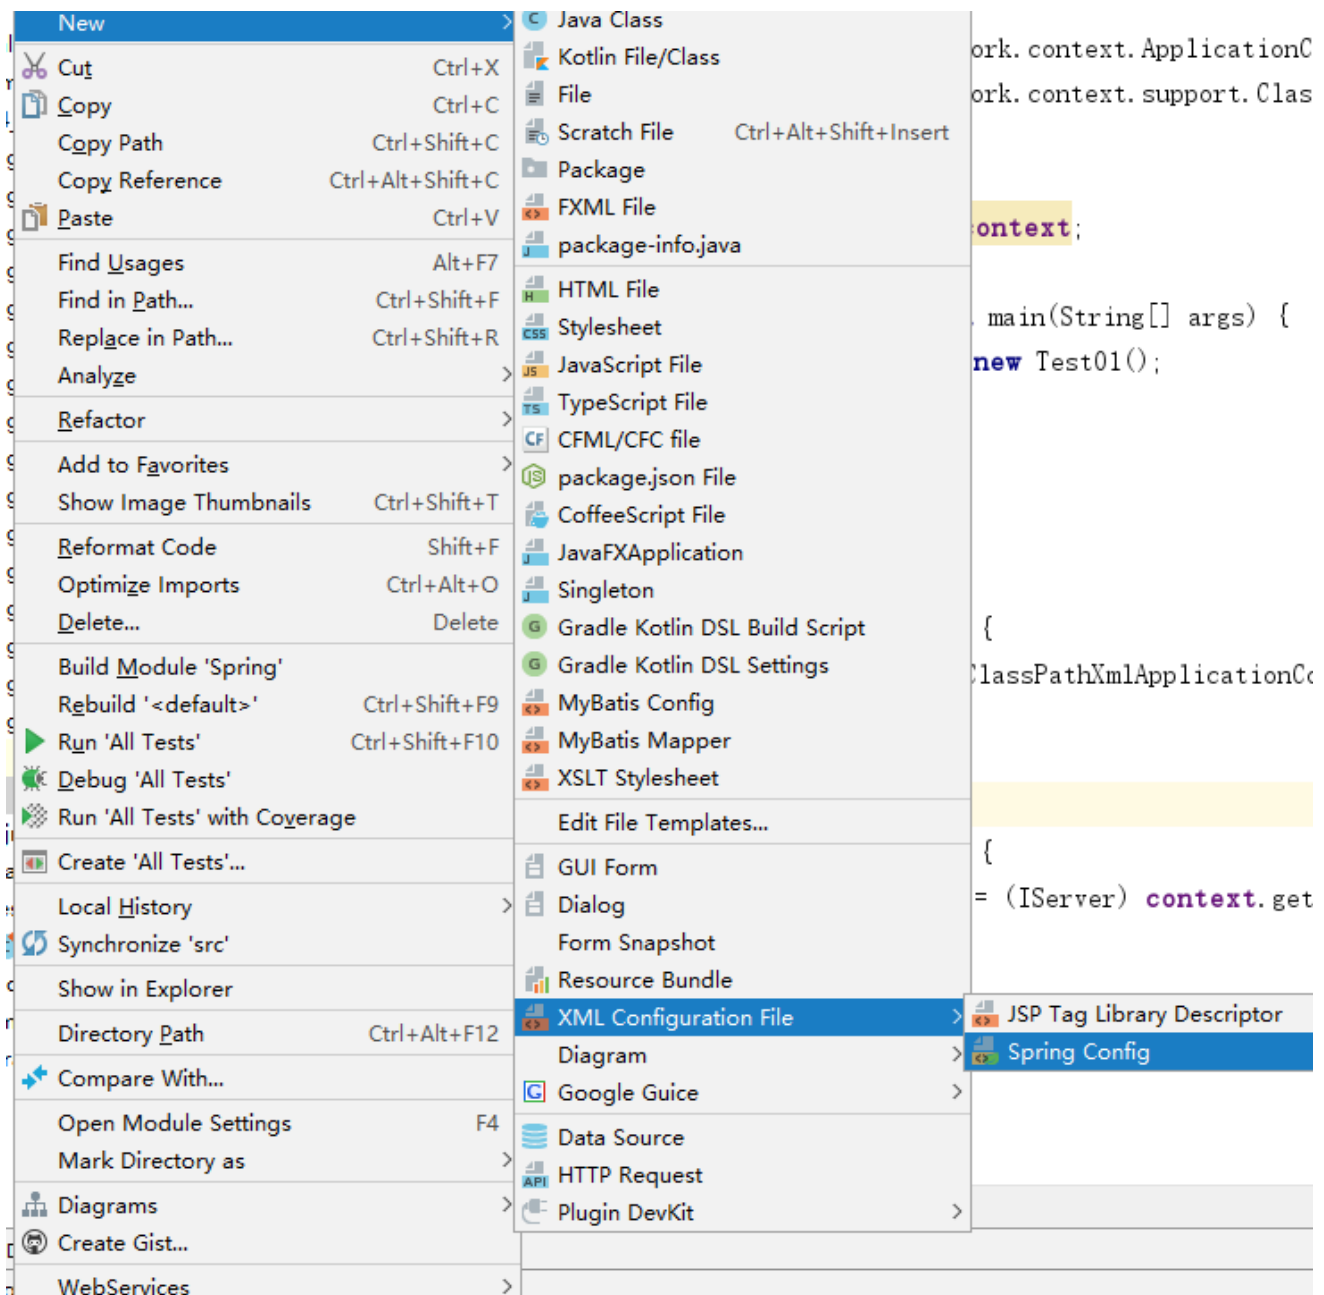 New
Cut Ctrl+X
Copy Ctrl+C
Copy Path Ctrl+Shift+C
Copy Reference Ctrl+Alt+Shift+C
Paste Ctrl+V
Find Usages Alt+F7
Find in Path... Ctrl+Shift+F
Replace in Path... Ctrl+Shift+R
Analyze
Refactor
Add to Favorites
Show Image Thumbnails Ctrl+Shift+T
Reformat Code Shift+F
Optimize Imports Ctrl+Alt+O
Delete... Delete
Build Module 'Spring'
Rebuild '<default>' Ctrl+Shift+F9
Run 'All Tests' Ctrl+Shift+F10
Debug 'All Tests'
Run 'All Tests' with Coverage
Create 'All Tests'...
Local History
Synchronize 'src'
Show in Explorer
Directory Path Ctrl+Alt+F12
Compare With...
Open Module Settings F4
Mark Directory as
Diagrams
Create Gist...
WebServices
Java Class
Kotlin File/Class
File
Scratch File Ctrl+Alt+Shift+Insert
Package
FXML File
package-info.java
HTML File
Stylesheet
JavaScript File
TypeScript File
CFML/CFC file
package.json File
CoffeeScript File
JavaFXApplication
Singleton
Gradle Kotlin DSL Build Script
Gradle Kotlin DSL Settings
MyBatis Config
MyBatis Mapper
XSLT Stylesheet
Edit File Templates...
GUI Form
Dialog
Form Snapshot
Resource Bundle
XML Configuration File
Diagram
Google Guice
Data Source
HTTP Request
Plugin DevKit
JSP Tag Library Descriptor
Spring Config
ork.context.ApplicationC
ork.context.support.Clas
ontext;
main(String[] args) {
new Test01();
{
lassPathXmlApplicationCo
{
= (IServer) context.get